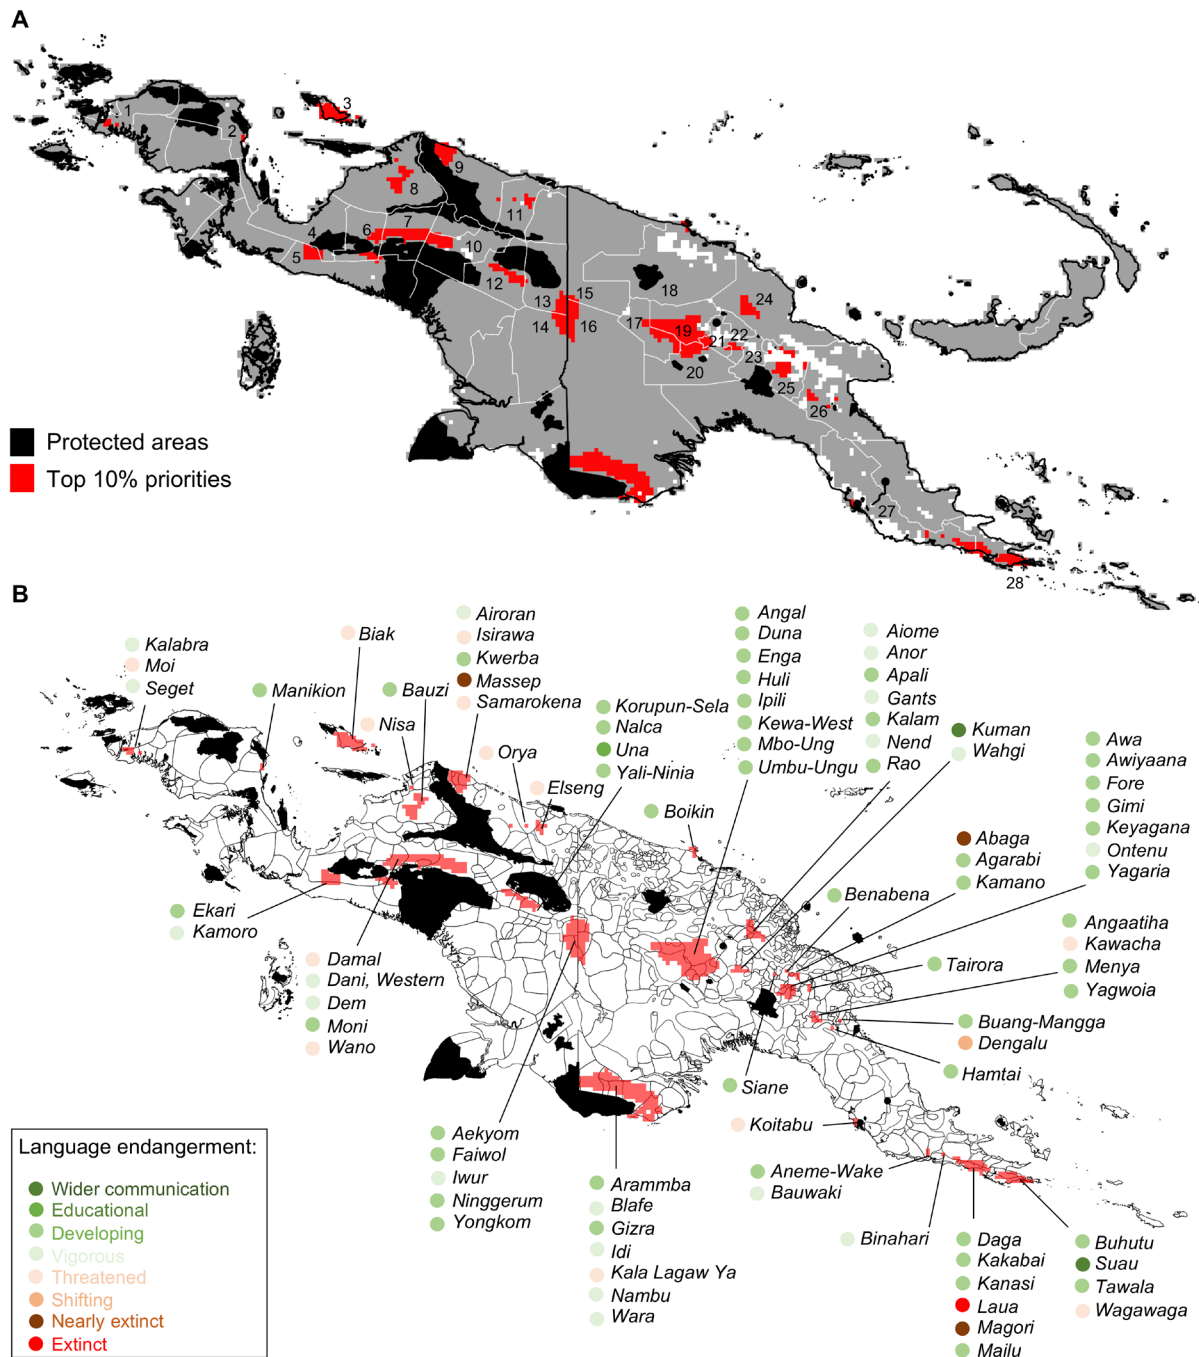 A
1
2
3
4
5
6
7
8
9
10
11
12
13
14
15
16
17
18
19
20
21
22
23
24
25
26
27
28
Protected areas
Top 10% priorities
B
Kalabra
Moi
Seget
Manikion
Biak
Nisa
Bauzi
Airoran
Isirawa
Kwerba
Massep
Samarokena
Orya
Elseng
Korupun-Sela
Nalca
Una
Yali-Ninia
Boikin
Angal
Duna
Enga
Huli
Ipili
Kewa-West
Mbo-Ung
Umbu-Ungu
Aiome
Anor
Apali
Gants
Kalam
Nend
Rao
Kuman
Wahgi
Benabena
Abaga
Agarabi
Kamano
Awa
Awiyaana
Fore
Gimi
Keyagana
Ontenu
Yagaria
Tairora
Angaatiha
Kawacha
Menya
Yagwoia
Buang-Mangga
Dengalu
Hamtai
Siane
Koitabu
Ekari
Kamoro
Damal
Dani, Western
Dem
Moni
Wano
Aekyom
Faiwol
Iwur
Ninggerum
Yongkom
Arammba
Blafe
Gizra
Idi
Kala Lagaw Ya
Nambu
Wara
Aneme-Wake
Bauwaki
Binahari
Daga
Kakabai
Kanasi
Laua
Magori
Mailu
Buhutu
Suau
Tawala
Wagawaga
Language endangerment:
Wider communication
Educational
Developing
Vigorous
Threatened
Shifting
Nearly extinct
Extinct